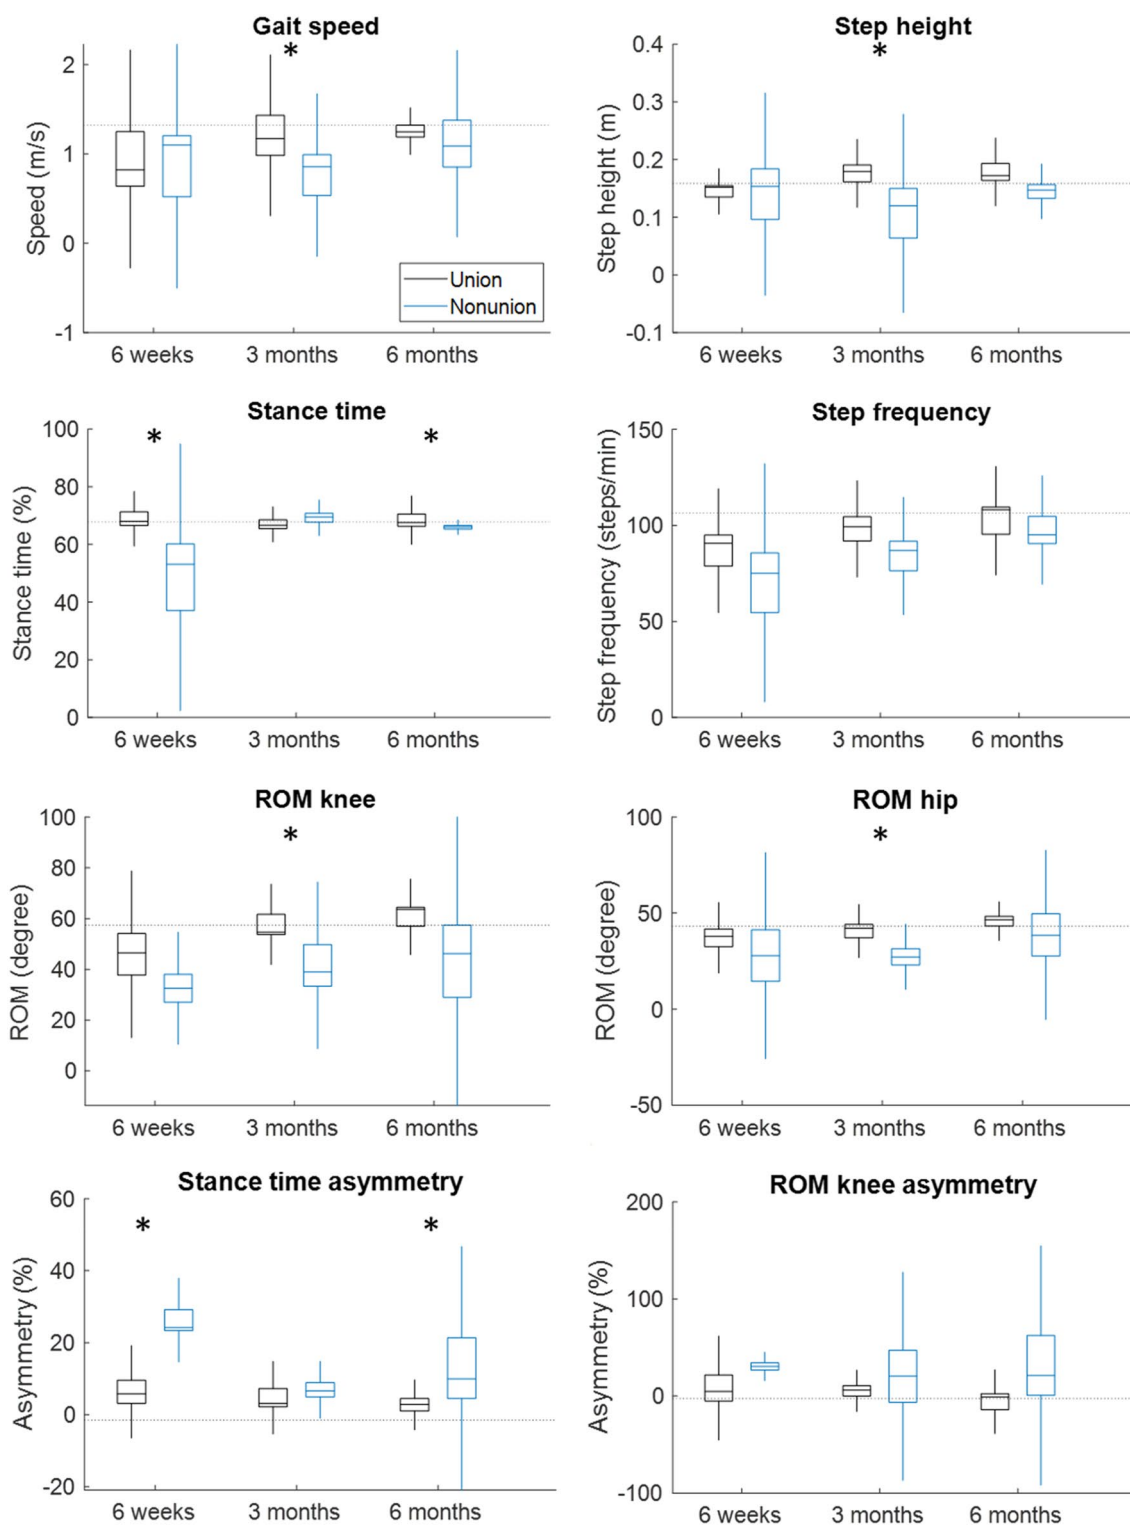 Gait speed
*
2
1
0
-1
Speed (m/s)
Union
Nonunion
6 weeks 3 months 6 months
Step height
*
0.4
0.3
0.2
0.1
0
-0.1
Step height (m)
6 weeks 3 months 6 months
Stance time
* *
100
80
60
40
20
0
Stance time (%)
6 weeks 3 months 6 months
Step frequency
150
100
50
0
Step frequency (steps/min)
6 weeks 3 months 6 months
ROM knee
*
100
80
60
40
20
0
ROM (degree)
6 weeks 3 months 6 months
ROM hip
*
100
50
0
-50
ROM (degree)
6 weeks 3 months 6 months
Stance time asymmetry
* *
60
40
20
0
-20
Asymmetry (%)
6 weeks 3 months 6 months
ROM knee asymmetry
200
100
0
-100
Asymmetry (%)
6 weeks 3 months 6 months